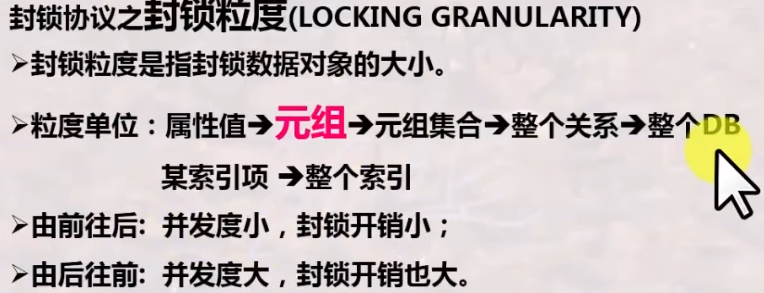 封锁协议之封锁粒度(LOCKING GRANULARITY)
➢封锁粒度是指封锁数据对象的大小。
➢粒度单位：属性值➔元组➔元组集合➔整个关系➔整个DB
某索引项 ➔整个索引
➢由前往后: 并发度小，封锁开销小；
➢由后往前: 并发度大，封锁开销也大。